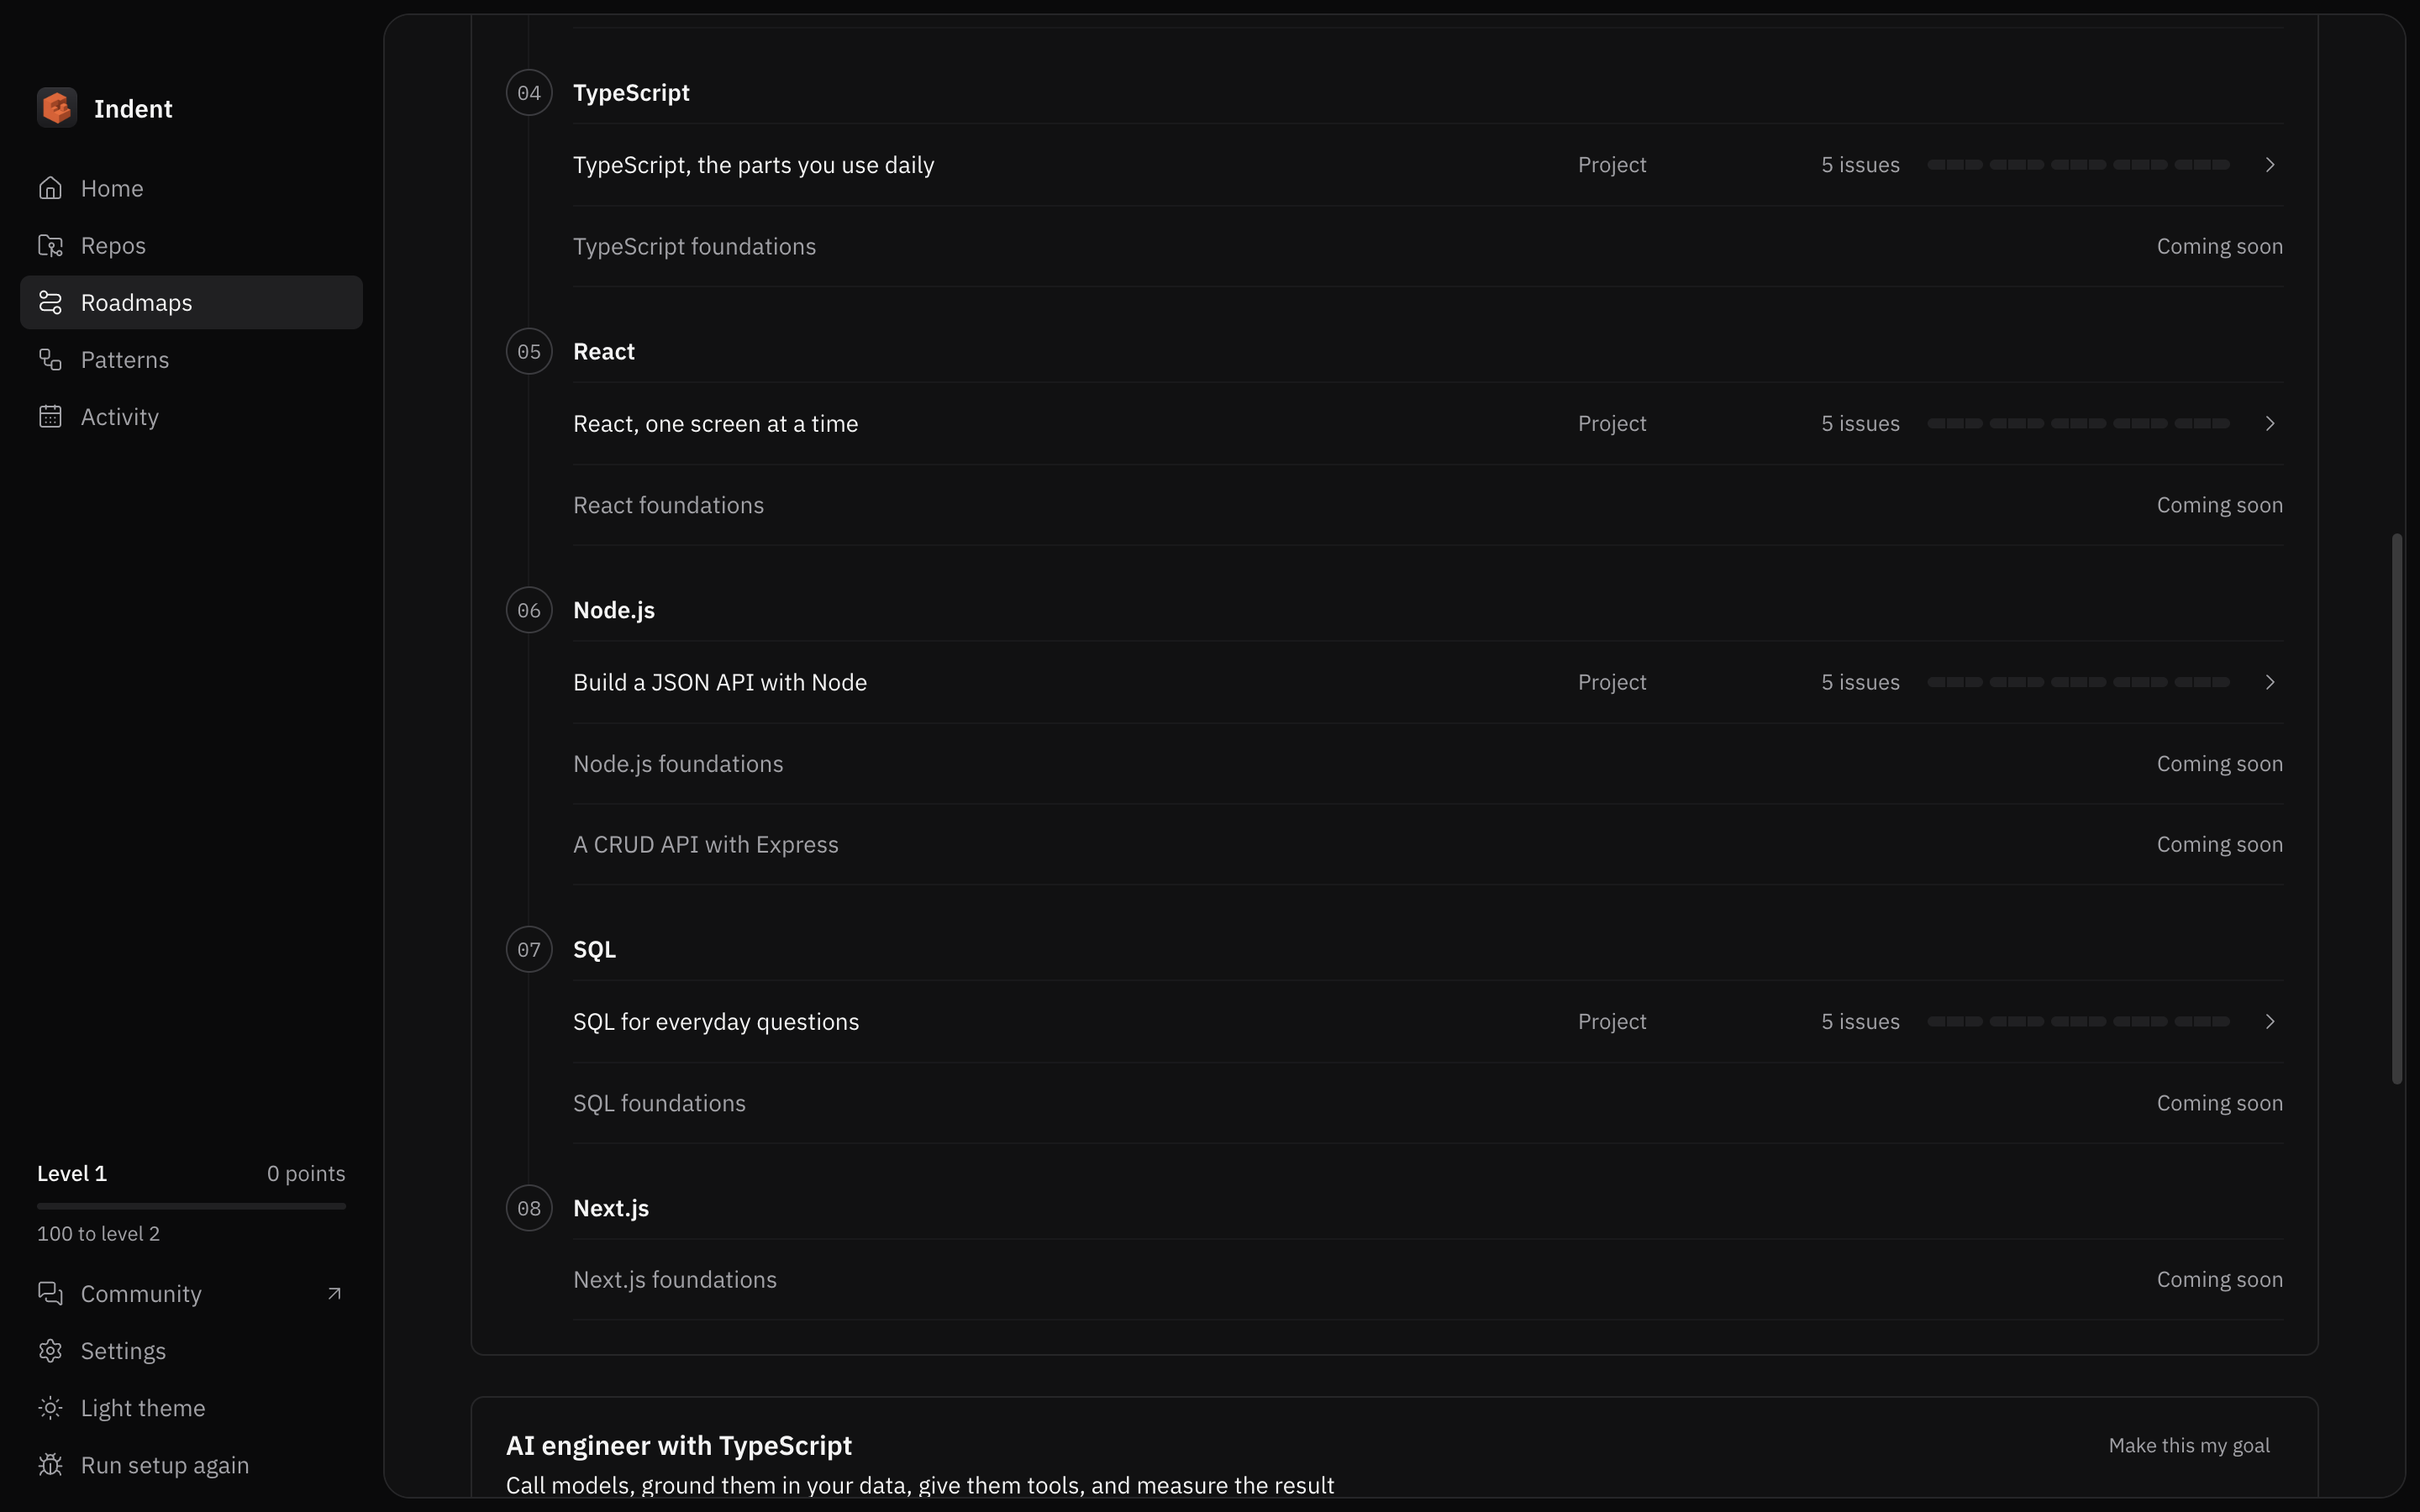 Indent
Home
Repos
Roadmaps
Patterns
Activity
Level 1 0 points
100 to level 2
Community
Settings
Light theme
Run setup again
04 TypeScript
TypeScript, the parts you use daily Project 5 issues
TypeScript foundations Coming soon
05 React
React, one screen at a time Project 5 issues
React foundations Coming soon
06 Node.js
Build a JSON API with Node Project 5 issues
Node.js foundations Coming soon
A CRUD API with Express Coming soon
07 SQL
SQL for everyday questions Project 5 issues
SQL foundations Coming soon
08 Next.js
Next.js foundations Coming soon
AI engineer with TypeScript Make this my goal
Call models, ground them in your data, give them tools, and measure the result